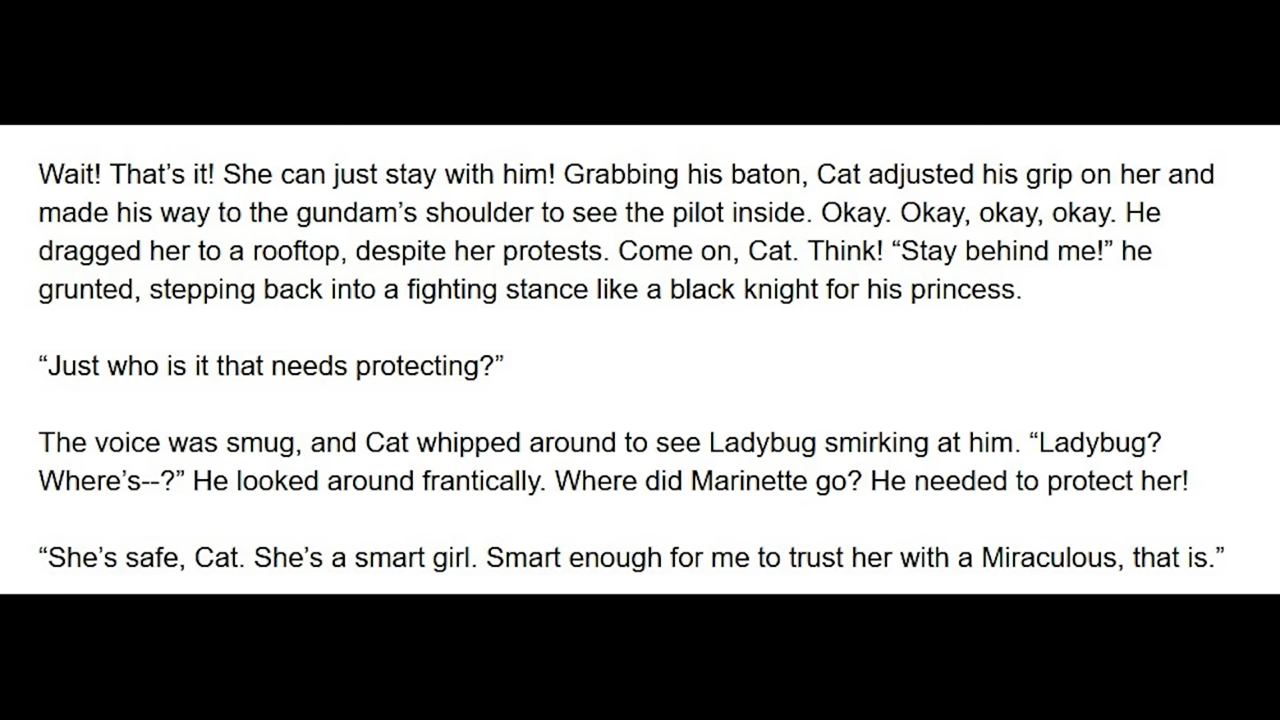 Wait! That’s it! She can just stay with him! Grabbing his baton, Cat adjusted his grip on her and
made his way to the gundam’s shoulder to see the pilot inside. Okay. Okay, okay, okay. He
dragged her to a rooftop, despite her protests. Come on, Cat. Think! “Stay behind me!” he
grunted, stepping back into a fighting stance like a black knight for his princess.
“Just who is it that needs protecting?”
The voice was smug, and Cat whipped around to see Ladybug smirking at him. “Ladybug?
Where’s--?” He looked around frantically. Where did Marinette go? He needed to protect her!
“She’s safe, Cat. She’s a smart girl. Smart enough for me to trust her with a Miraculous, that is.”